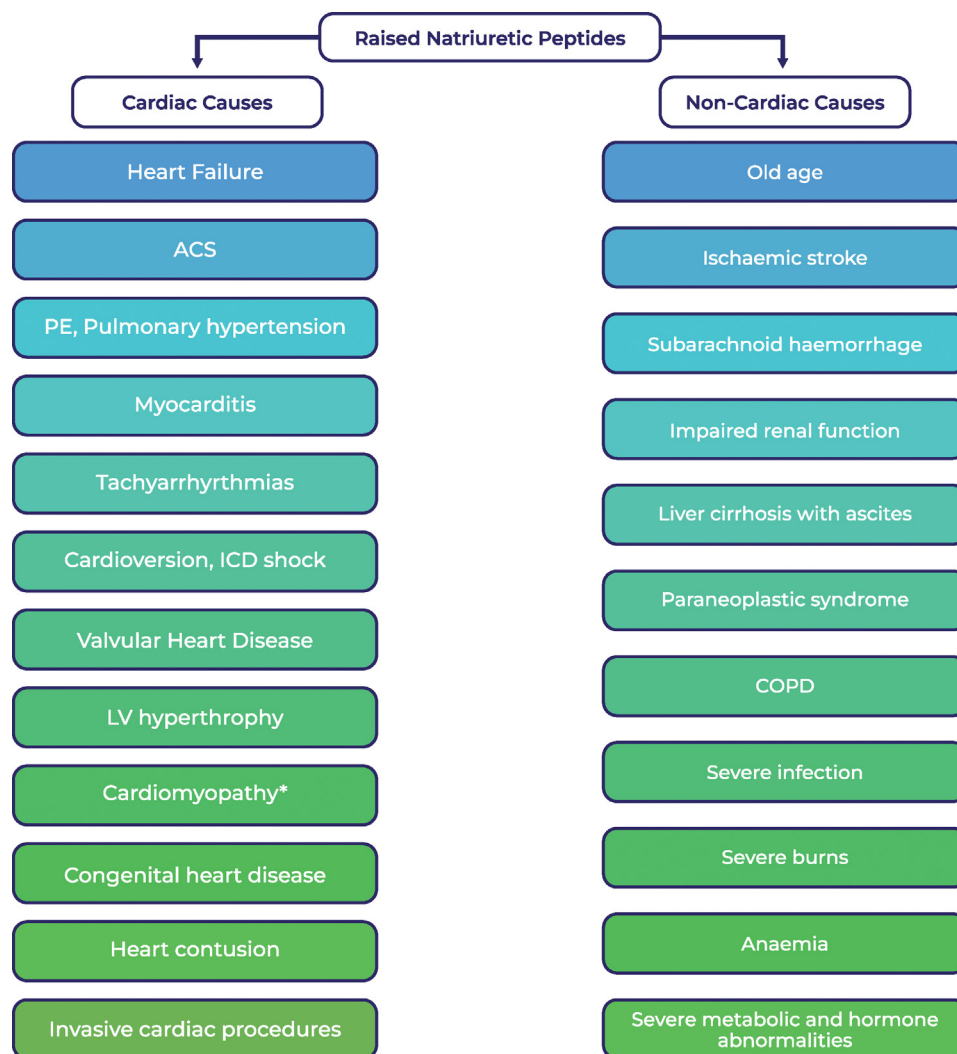 Raised Natriuretic Peptides
Cardiac Causes
Heart Failure
ACS
PE, Pulmonary hypertension
Myocarditis
Tachyarrhyrthmias
Cardioversion, ICD shock
Valvular Heart Disease
LV hyperthrophy
Cardiomyopathy*
Congenital heart disease
Heart contusion
Invasive cardiac procedures
Non-Cardiac Causes
Old age
Ischaemic stroke
Subarachnoid haemorrhage
Impaired renal function
Liver cirrhosis with ascites
Paraneoplastic syndrome
COPD
Severe infection
Severe burns
Anaemia
Severe metabolic and hormone
abnormalities